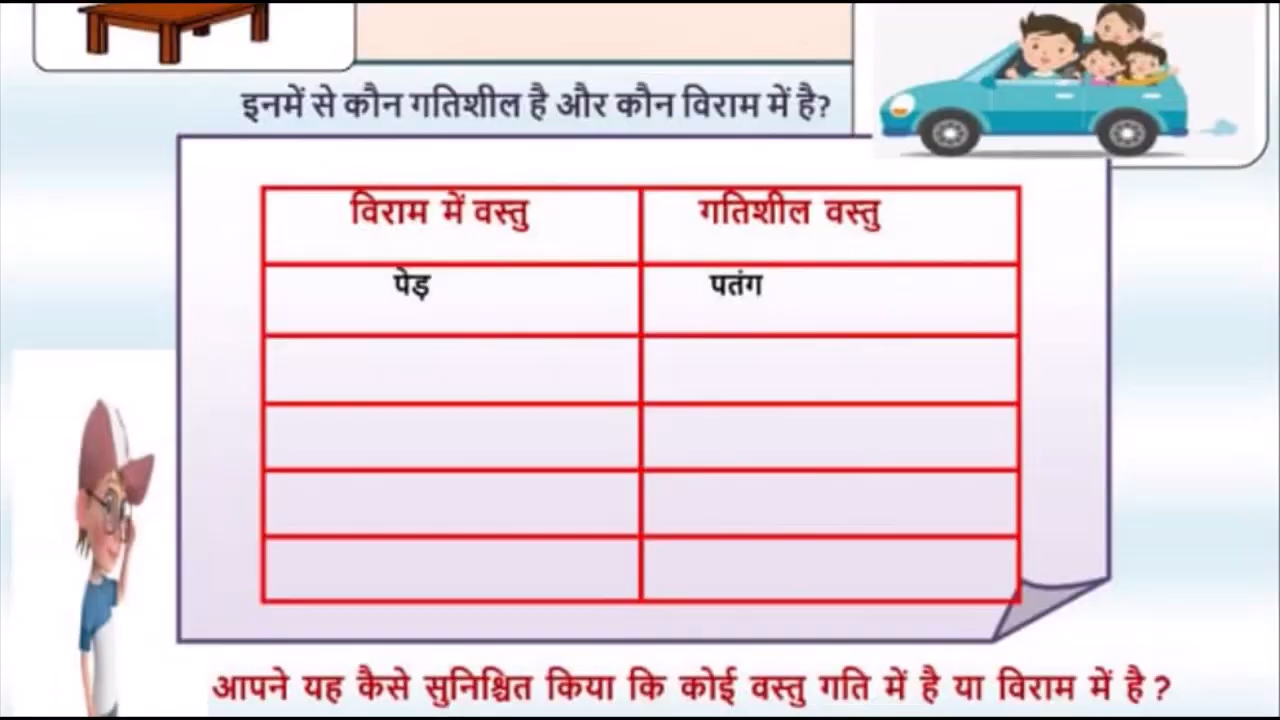 इनमें से कौन गतिशील है और कौन विराम में है?
विराम में वस्तु गतिशील वस्तु
पेड़ पतंग
आपने यह कैसे सुनिश्चित किया कि कोई वस्तु गति में है या विराम में है ?